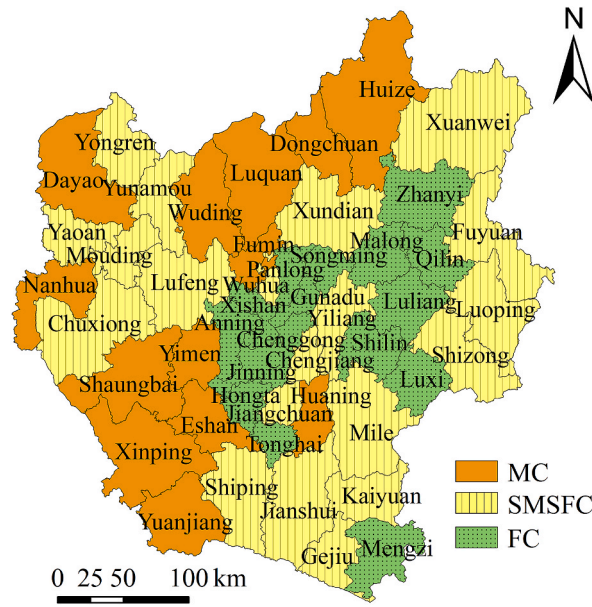 N
Huize
Xuanwei
Dongchuan
Yongren
Luquan
Dayao
Yunamou
Zhanyi
Wuding
Xundian
Yaoan
Fuyuan
Malong
Mouding
Fumin
Songming
Qilin
Panlong
Nanhua
Lufeng
Wuhua
Gunadu
Luliang
Xishan
Luoping
Chuxiong
Anning
Yiliang
Chenggong
Shilin
Yimen
Shizong
Chengjiang
Jinning
Luxi
Shaungbai
Hongta
Huaning
Jiangchuan
Eshan
Mile
Tonghai
Xinping
Shiping
Kaiyuan
Jianshui
Yuanjiang
Mengzi
Gejiu
MC
SMSFC
FC
0 25 50 100 km